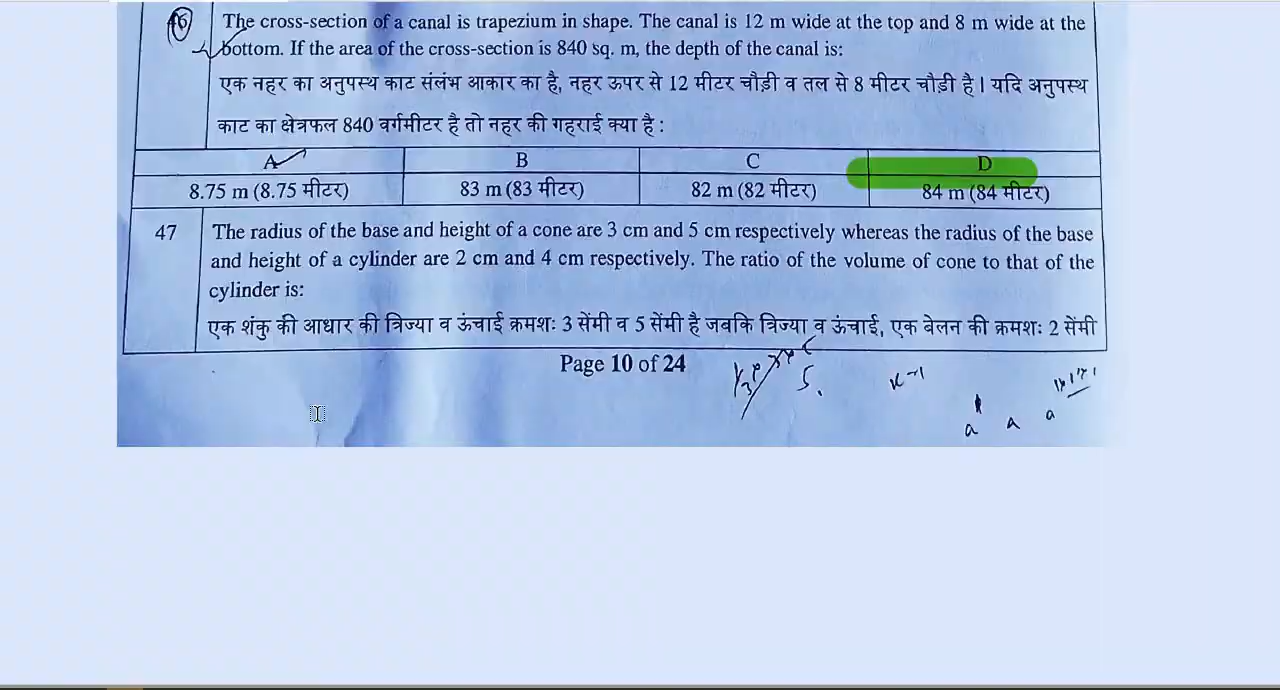 46 The cross-section of a canal is trapezium in shape. The canal is 12 m wide at the top and 8 m wide at the
bottom. If the area of the cross-section is 840 sq. m, the depth of the canal is:
एक नहर का अनुपस्थ काट संलंभ आकार का है, नहर ऊपर से 12 मीटर चौड़ी व तल से 8 मीटर चौड़ी है। यदि अनुपस्थ
काट का क्षेत्रफल 840 वर्गमीटर है तो नहर की गहराई क्या है :
A B C D
8.75 m (8.75 मीटर) 83 m (83 मीटर) 82 m (82 मीटर) 84 m (84 मीटर)
47 The radius of the base and height of a cone are 3 cm and 5 cm respectively whereas the radius of the base
and height of a cylinder are 2 cm and 4 cm respectively. The ratio of the volume of cone to that of the
cylinder is:
एक शंकु की आधार की त्रिज्या व ऊंचाई क्रमशः 3 सेंमी व 5 सेंमी है जबकि त्रिज्या व ऊंचाई, एक बेलन की क्रमशः 2 सेंमी
Page 10 of 24
a a a